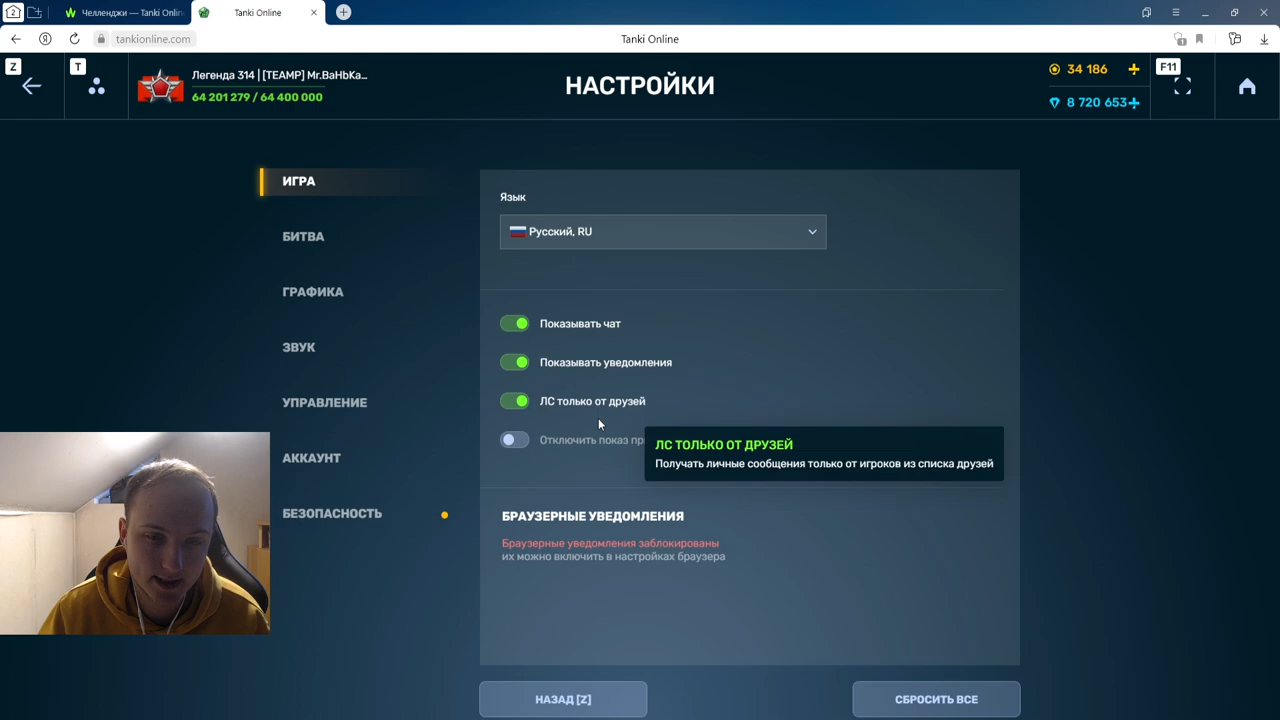 2
Челленджи — Tanki Onlin
Tanki Online
tankionline.com
Tanki Online
Z
T
Легенда 314 | [TEAMP] Mr.BaHbKa...
64 201 279 / 64 400 000
НАСТРОЙКИ
34 186
8 720 653
F11
ИГРА
БИТВА
ГРАФИКА
ЗВУК
УПРАВЛЕНИЕ
АККАУНТ
БЕЗОПАСНОСТЬ
Язык
Русский, RU
Показывать чат
Показывать уведомления
ЛС только от друзей
Отключить показ
ЛС ТОЛЬКО ОТ ДРУЗЕЙ
Получать личные сообщения только от игроков из списка друзей
БРАУЗЕРНЫЕ УВЕДОМЛЕНИЯ
Браузерные уведомления заблокированы
их можно включить в настройках браузера
НАЗАД [Z]
СБРОСИТЬ ВСЕ